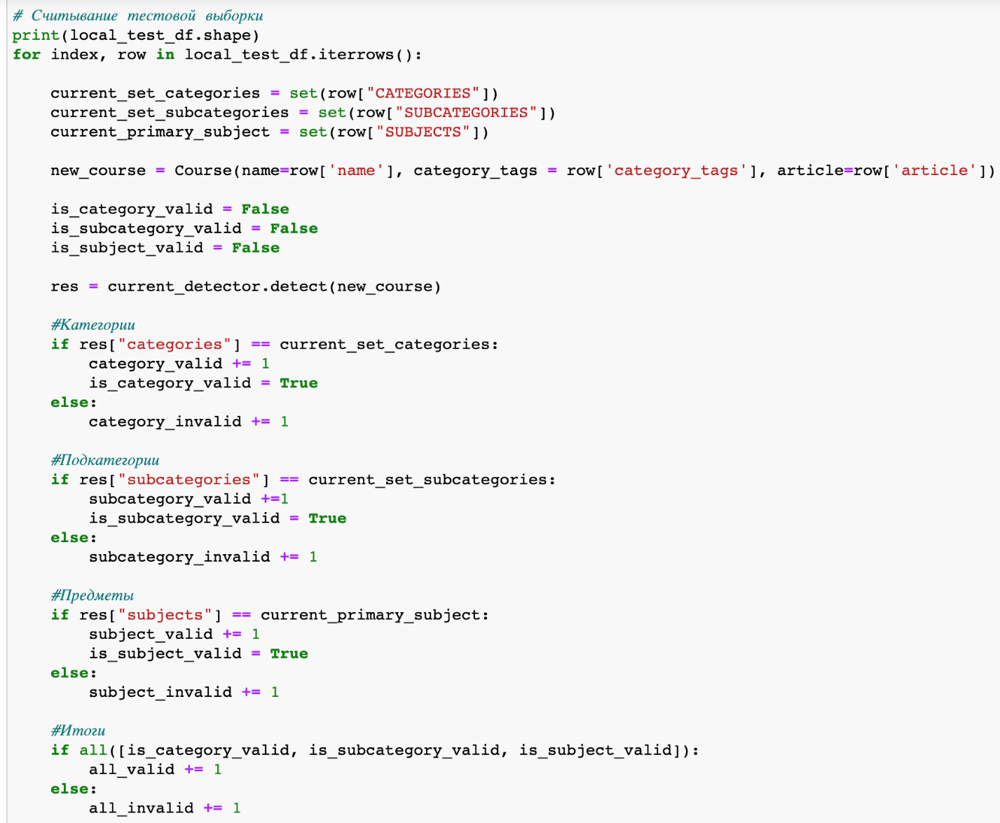 # Считывание тестовой выборки
print(local_test_df.shape)
for index, row in local_test_df.iterrows():
    current_set_categories = set(row["CATEGORIES"])
    current_set_subcategories = set(row["SUBCATEGORIES"])
    current_primary_subject = set(row["SUBJECTS"])
    new_course = Course(name=row['name'], category_tags = row['category_tags'], article=row['article'])
    is_category_valid = False
    is_subcategory_valid = False
    is_subject_valid = False
    res = current_detector.detect(new_course)
    #Категории
    if res["categories"] == current_set_categories:
        category_valid += 1
        is_category_valid = True
    else:
        category_invalid += 1
    #Подкатегории
    if res["subcategories"] == current_set_subcategories:
        subcategory_valid +=1
        is_subcategory_valid = True
    else:
        subcategory_invalid += 1
    #Предметы
    if res["subjects"] == current_primary_subject:
        subject_valid += 1
        is_subject_valid = True
    else:
        subject_invalid += 1
    #Итоги
    if all([is_category_valid, is_subcategory_valid, is_subject_valid]):
        all_valid += 1
    else:
        all_invalid += 1